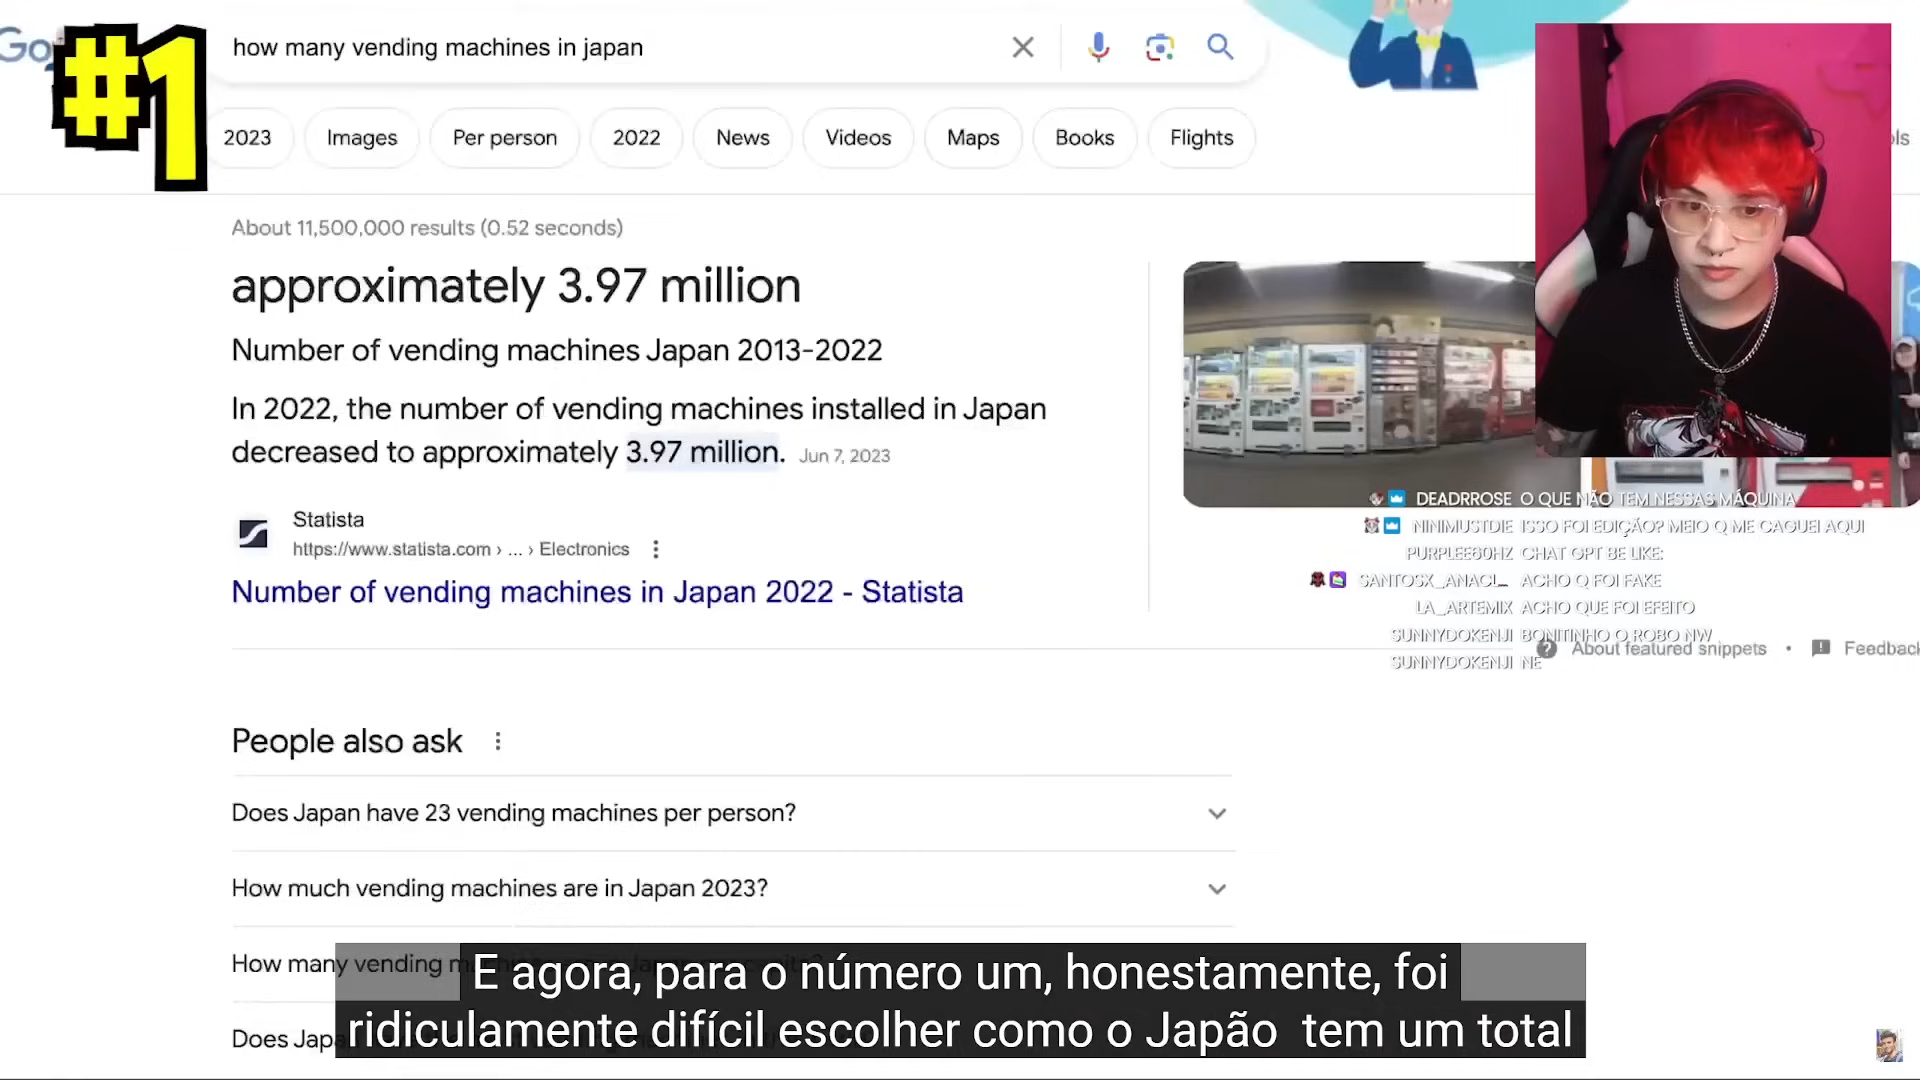 Go
#1
how many vending machines in japan
2023
Images
Per person
2022
News
Videos
Maps
Books
Flights
ols
About 11,500,000 results (0.52 seconds)
approximately 3.97 million
Number of vending machines Japan 2013-2022
In 2022, the number of vending machines installed in Japan
decreased to approximately 3.97 million. Jun 7, 2023
Statista
https://www.statista.com › ... › Electronics
Number of vending machines in Japan 2022 - Statista
DEADRROSE O QUE NÃO TEM NESSAS MÁQUINA
NINIMUSTDIE ISSO FOI EDIÇÃO? MEIO Q ME CAGUEI AQUI
PURPLEE60HZ CHAT GPT BE LIKE:
SANTOSX_ANACL_ ACHO Q FOI FAKE
LA_ARTEMIX ACHO QUE FOI EFEITO
SUNNYDOKENJI BONITINHO O ROBO NW
SUNNYDOKENJI NE
About featured snippets • Feedback
People also ask
Does Japan have 23 vending machines per person?
How much vending machines are in Japan 2023?
How many vending
Does Japa
E agora, para o número um, honestamente, foi
ridiculamente difícil escolher como o Japão tem um total